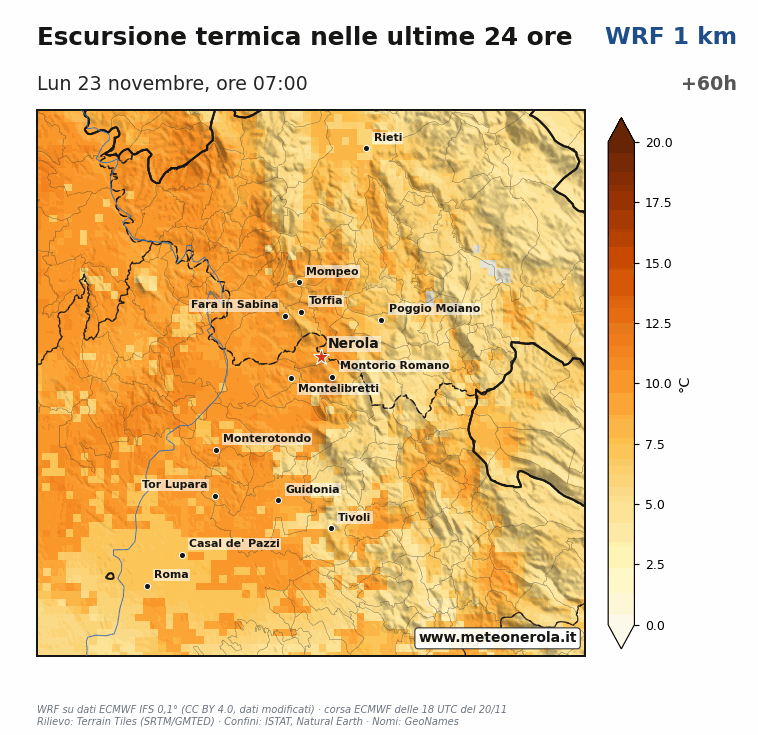 Escursione termica nelle ultime 24 ore WRF 1 km
Lun 23 novembre, ore 07:00 +60h
Rieti
Mompeo
Fara in Sabina
Toffia
Poggio Moiano
Nerola
Montorio Romano
Montelibretti
Monterotondo
Tor Lupara
Guidonia
Tivoli
Casal de' Pazzi
Roma
www.meteonerola.it
20.0
17.5
15.0
12.5
10.0
7.5
5.0
2.5
0.0
°C
WRF su dati ECMWF IFS 0,1° (CC BY 4.0, dati modificati) · corsa ECMWF delle 18 UTC del 20/11
Rilievo: Terrain Tiles (SRTM/GMTED) · Confini: ISTAT, Natural Earth · Nomi: GeoNames